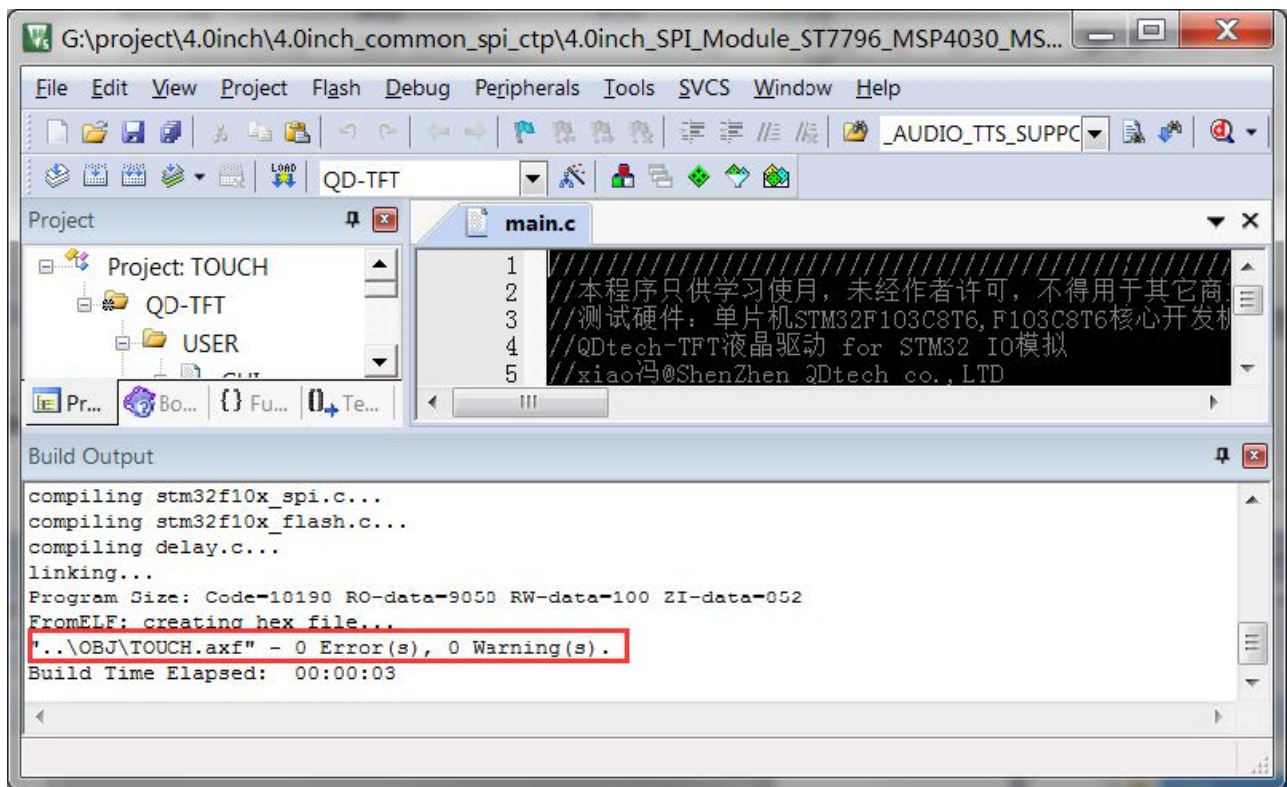 G:\project\4.0inch\4.0inch_common_spi_ctp\4.0inch_SPI_Module_ST7796_MSP4030_MS...
File Edit View Project Flash Debug Peripherals Tools SVCS Window Help
_AUDIO_TTS_SUPPC
LOAD QD-TFT
Project
main.c
Project: TOUCH
QD-TFT
USER
Pr... Bo... {} Fu... Te...
1 ////////////////////////////////////////
2 //本程序只供学习使用，未经作者许可，不得用于其它商
3 //测试硬件：单片机STM32F103C8T6,F103C8T6核心开发
4 //QDtech-TFT液晶驱动 for STM32 IO模拟
5 //xiao冯@ShenZhen QDtech co.,LTD
Build Output
compiling stm32f10x_spi.c...
compiling stm32f10x_flash.c...
compiling delay.c...
linking...
Program Size: Code=10190 RO-data=9050 RW-data=100 ZI-data=852
FromELF: creating hex file...
"..\OBJ\TOUCH.axf" - 0 Error(s), 0 Warning(s).
Build Time Elapsed: 00:00:03